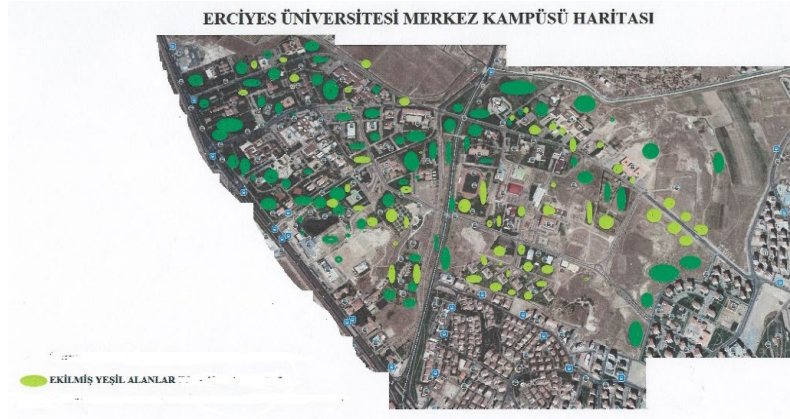 ERCİYES ÜNİVERSİTESİ MERKEZ KAMPÜSÜ HARİTASI
EKİLMİŞ YEŞİL ALANLAR